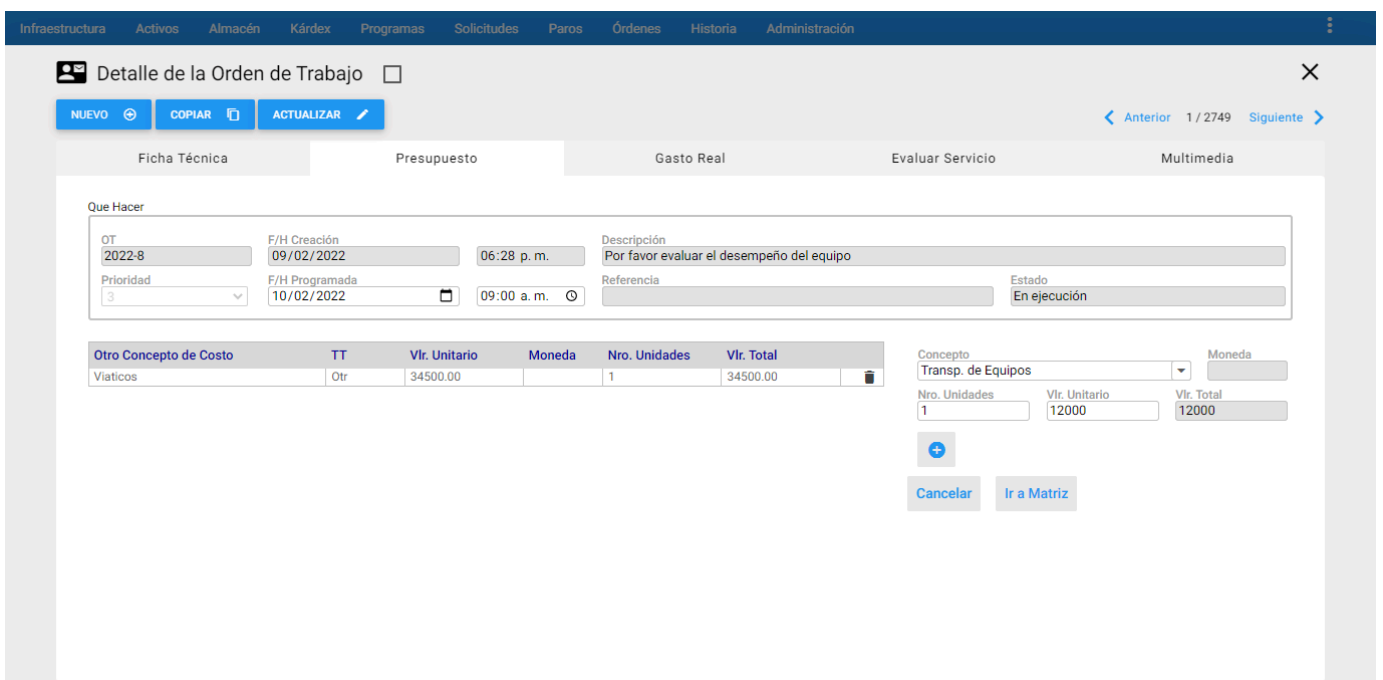 Infraestructura Activos Almacén Kárdex Programas Solicitudes Paros Órdenes Historia Administración
Detalle de la Orden de Trabajo
NUEVO COPIAR ACTUALIZAR Anterior 1 / 2749 Siguiente
Ficha Técnica Presupuesto Gasto Real Evaluar Servicio Multimedia
Que Hacer
OT F/H Creación Descripción
2022-8 09/02/2022 06:28 p. m. Por favor evaluar el desempeño del equipo
Prioridad F/H Programada Referencia Estado
3 10/02/2022 09:00 a. m. En ejecución
Otro Concepto de Costo TT Vlr. Unitario Moneda Nro. Unidades Vlr. Total
Viaticos Otr 34500.00 1 34500.00
Concepto Moneda
Transp. de Equipos
Nro. Unidades Vlr. Unitario Vlr. Total
1 12000 12000
Cancelar Ir a Matriz